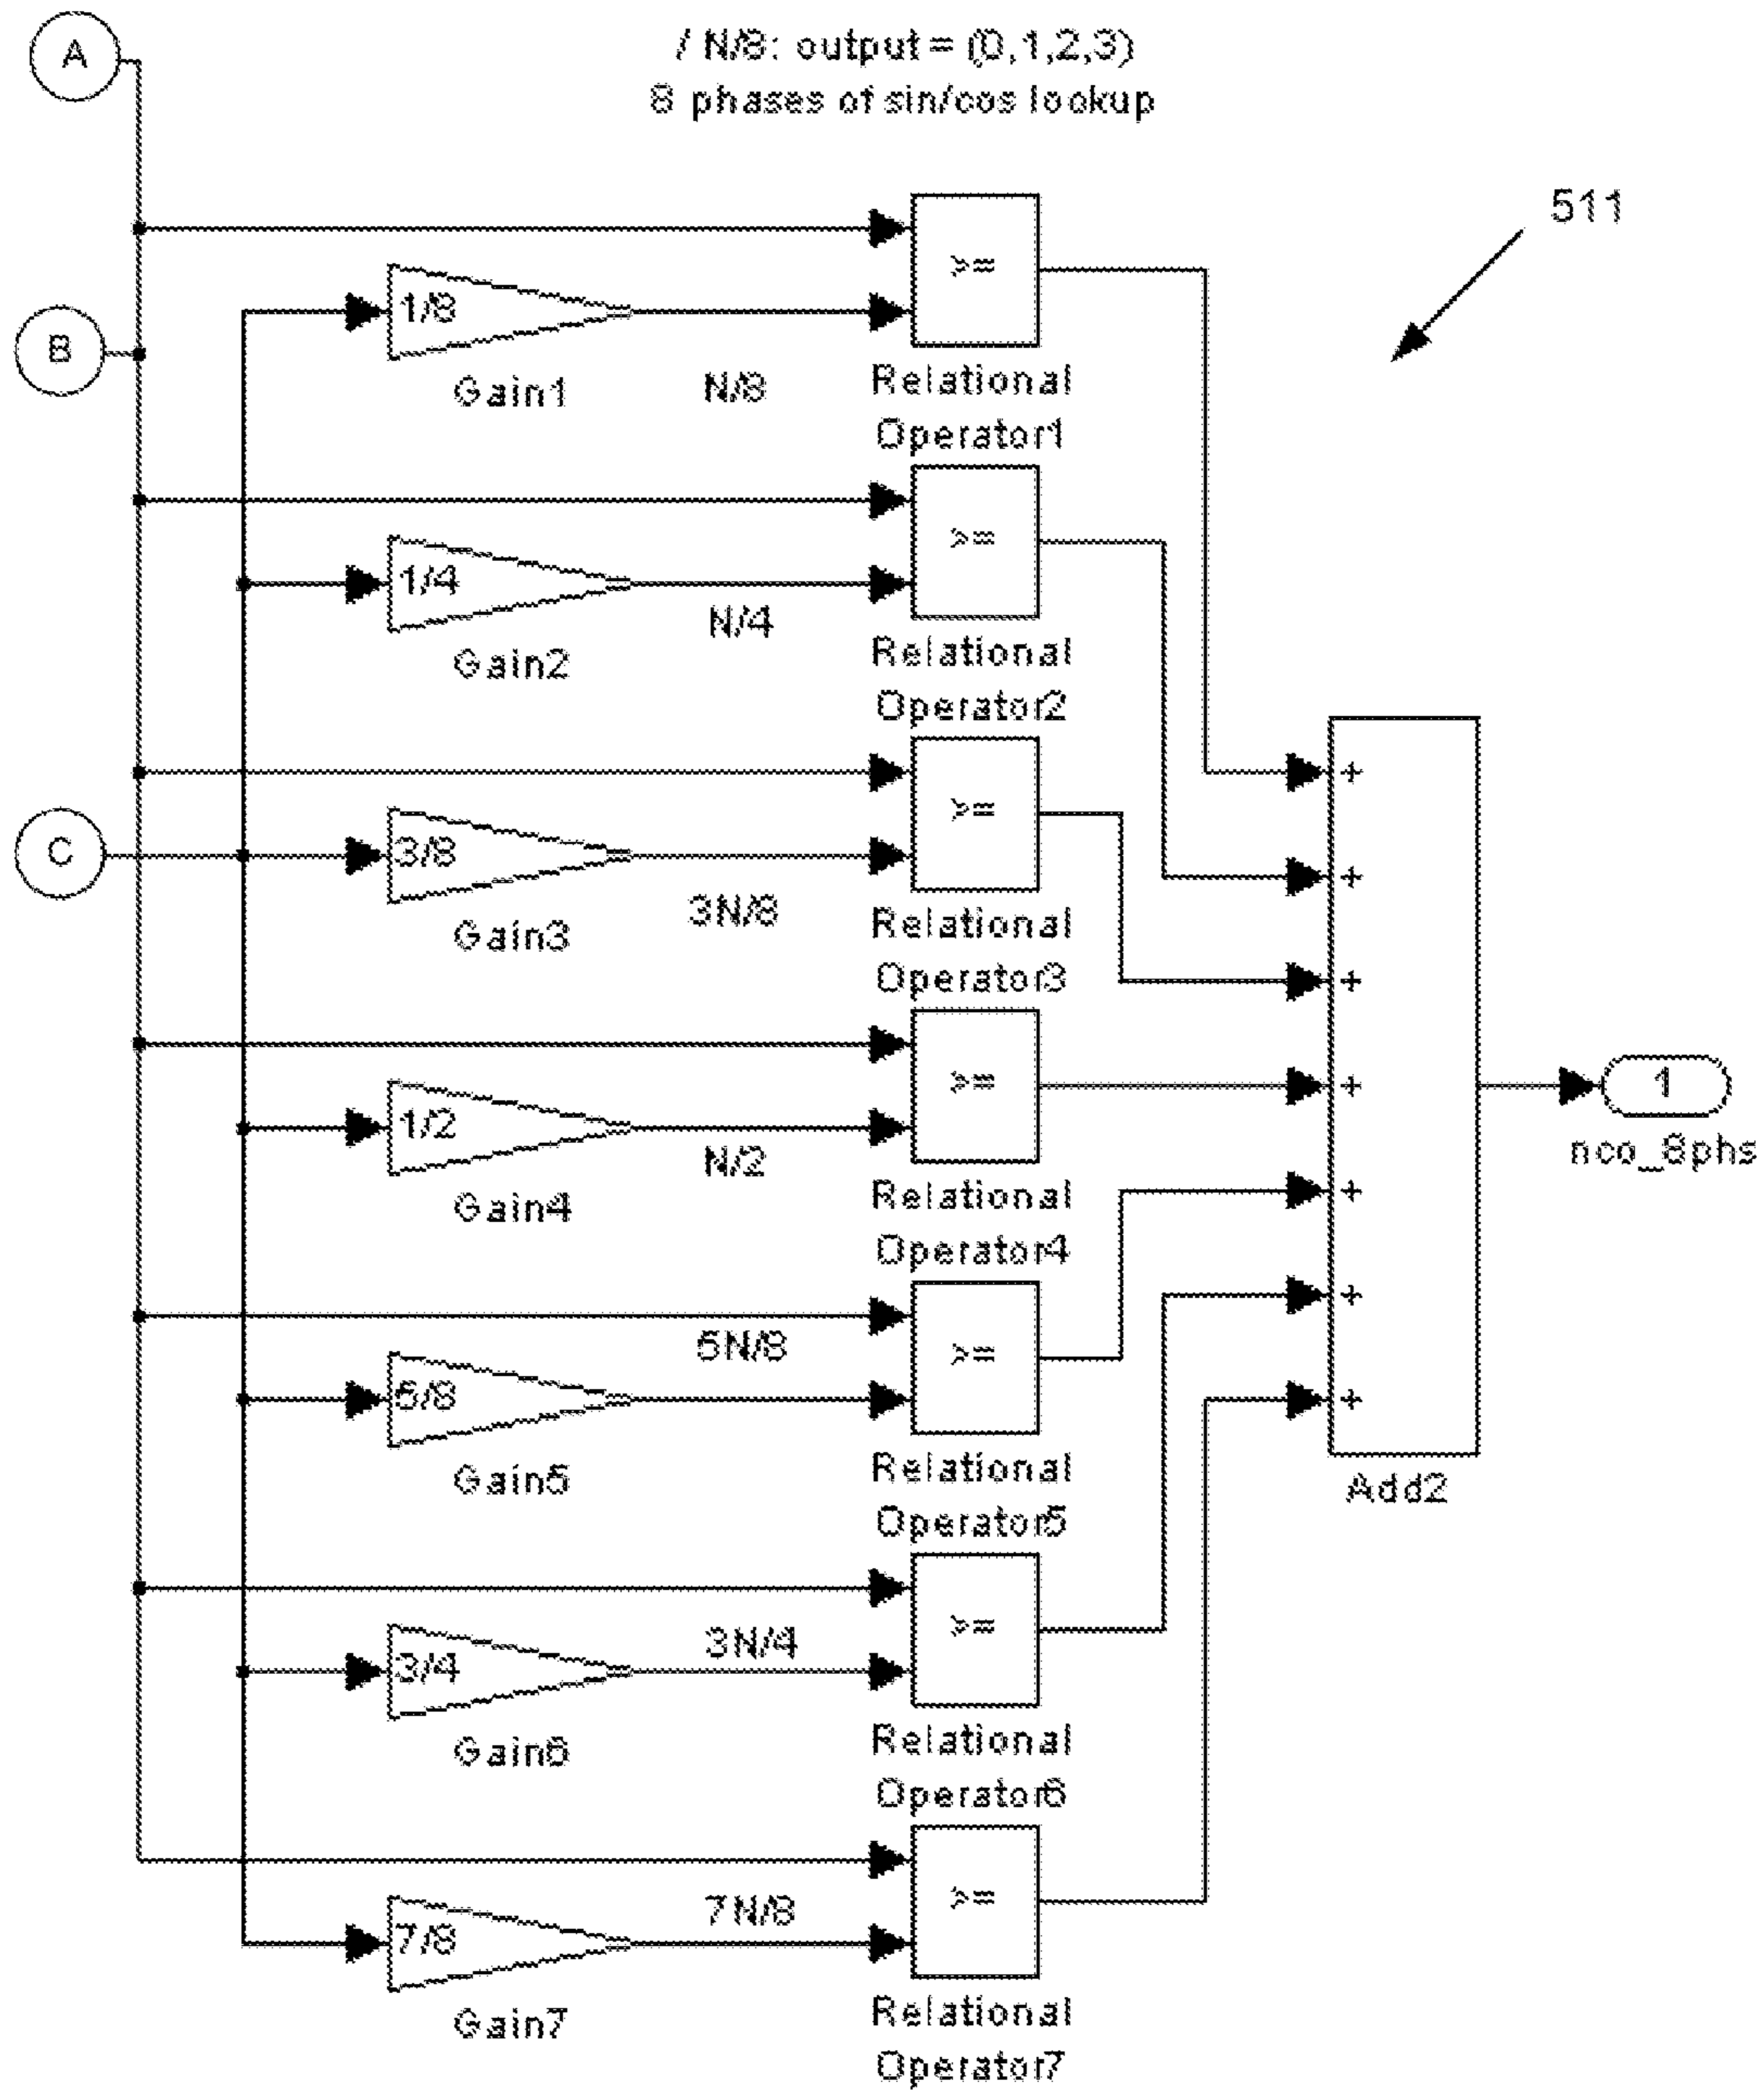 A
/ N/8: output = (0,1,2,3)
8 phases of sin/cos lookup
511
>=
1/8
B
Gain1
N/8
Relational
Operator1
>=
1/4
N/4
Gain2
Relational
Operator2
+
>=
3/8
C
+
Gain3
3N/8
Relational
Operator3
+
>=
1/2
+
1
Gain4
N/2
nco_8phs
Relational
Operator4
+
5N/8
>=
5/8
+
Gain5
Relational
Operator5
+
Add2
>=
3/4
3N/4
Gain6
Relational
Operator6
>=
7/8
7N/8
Gain7
Relational
Operator7